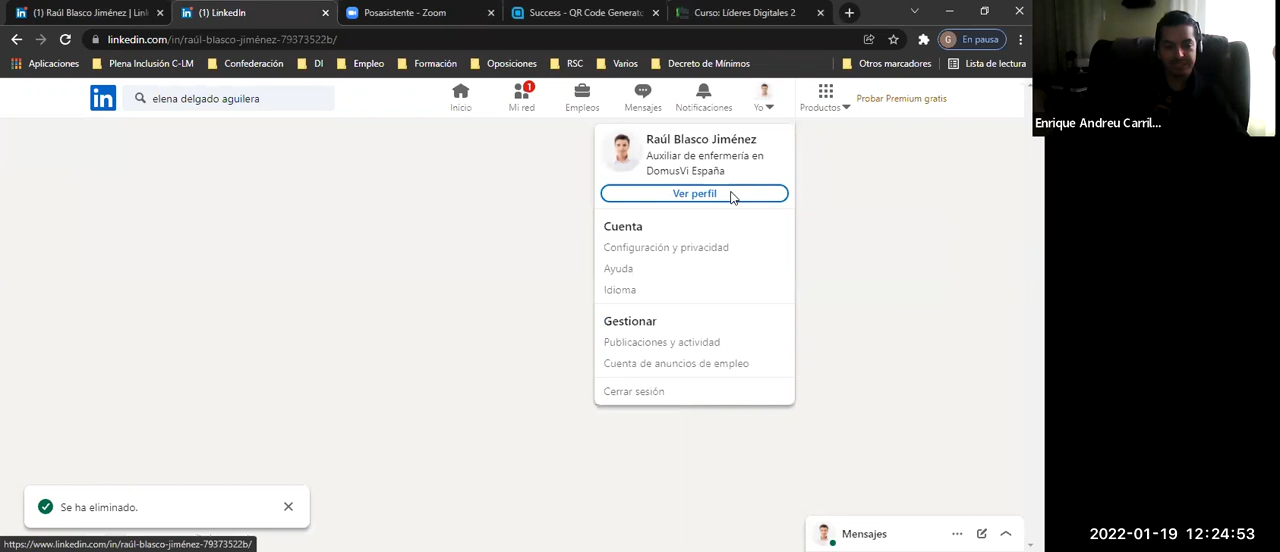 (1) Raúl Blasco Jiménez | Lin
(1) LinkedIn
Posasistente - Zoom
Success - QR Code Generato
Curso: Líderes Digitales 2
linkedin.com/in/raúl-blasco-jiménez-79373522b/
G
En pausa
Aplicaciones
Plena Inclusión C-LM
Confederación
DI
Empleo
Formación
Oposiciones
RSC
Varios
Decreto de Mínimos
Otros marcadores
Lista de lectura
in
elena delgado aguilera
Inicio
1
Mi red
Empleos
Mensajes
Notificaciones
Yo
Productos
Probar Premium gratis
Raúl Blasco Jiménez
Auxiliar de enfermería en
DomusVi España
Ver perfil
Cuenta
Configuración y privacidad
Ayuda
Idioma
Gestionar
Publicaciones y actividad
Cuenta de anuncios de empleo
Cerrar sesión
Se ha eliminado.
https://www.linkedin.com/in/raúl-blasco-jiménez-79373522b/
Mensajes
Enrique Andreu Carril...
2022-01-19 12:24:53